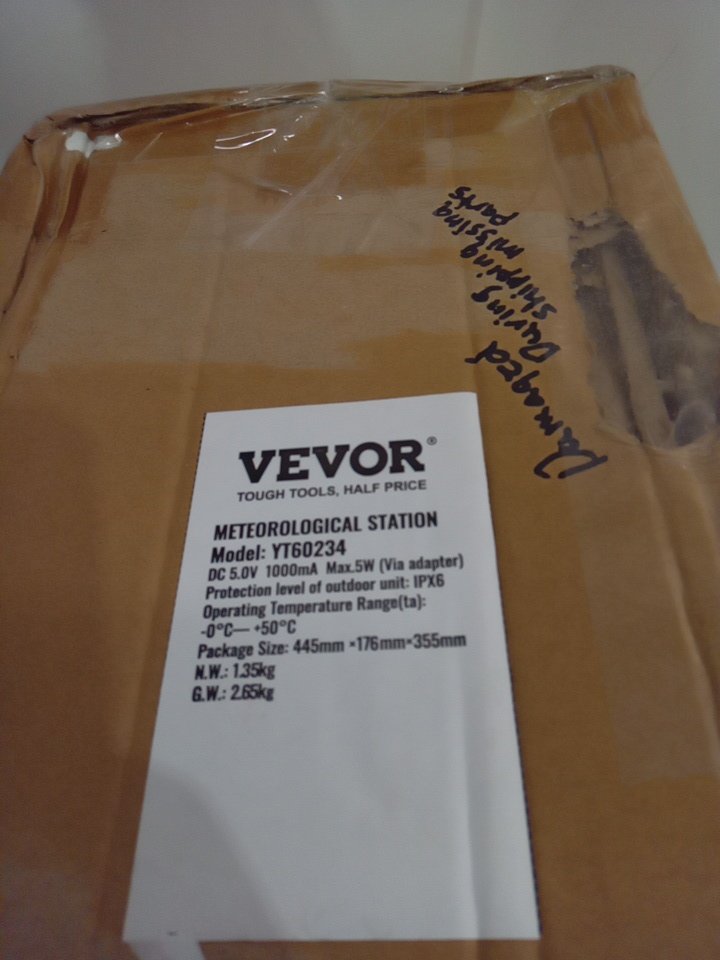 Damaged
During
shipping
missing
parts
VEVOR®
TOUGH TOOLS, HALF PRICE
METEOROLOGICAL STATION
Model: YT60234
DC 5.0V 1000mA Max.5W (Via adapter)
Protection level of outdoor unit: IPX6
Operating Temperature Range(ta):
-0°C— +50°C
Package Size: 445mm ×176mm×355mm
N.W.: 1.35kg
G.W.: 2.65kg